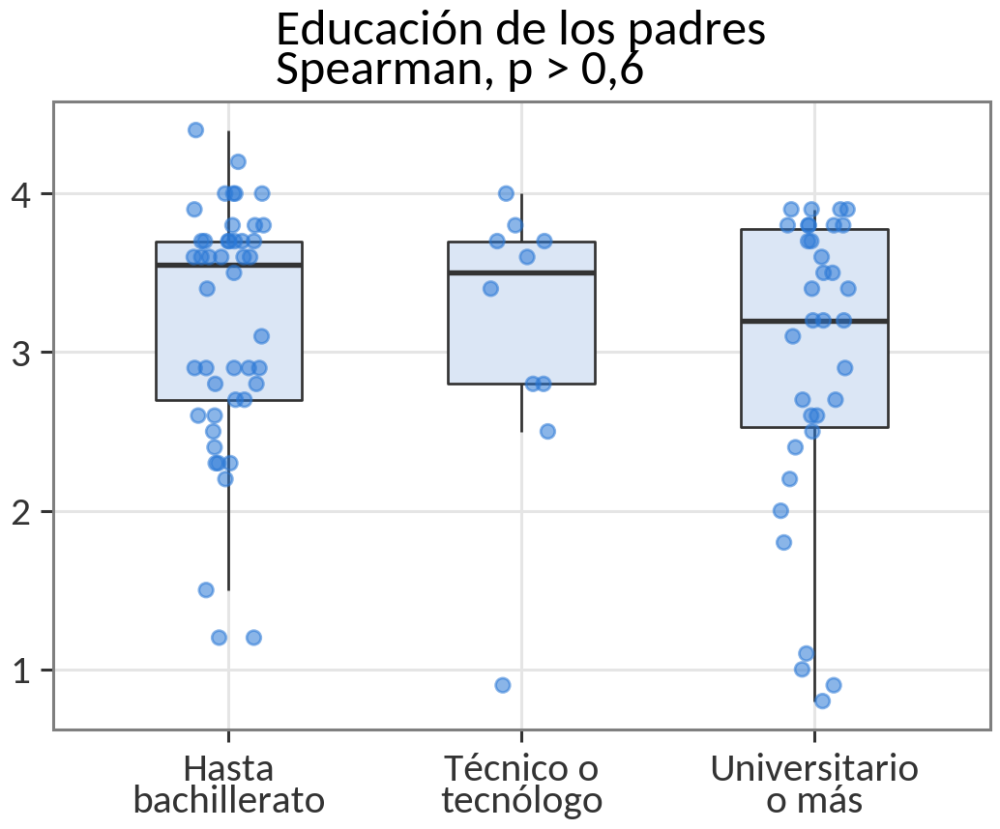 Educación de los padres
Spearman, p > 0,6
4
3
2
1
Hasta
bachillerato
Técnico o
tecnólogo
Universitario
o más